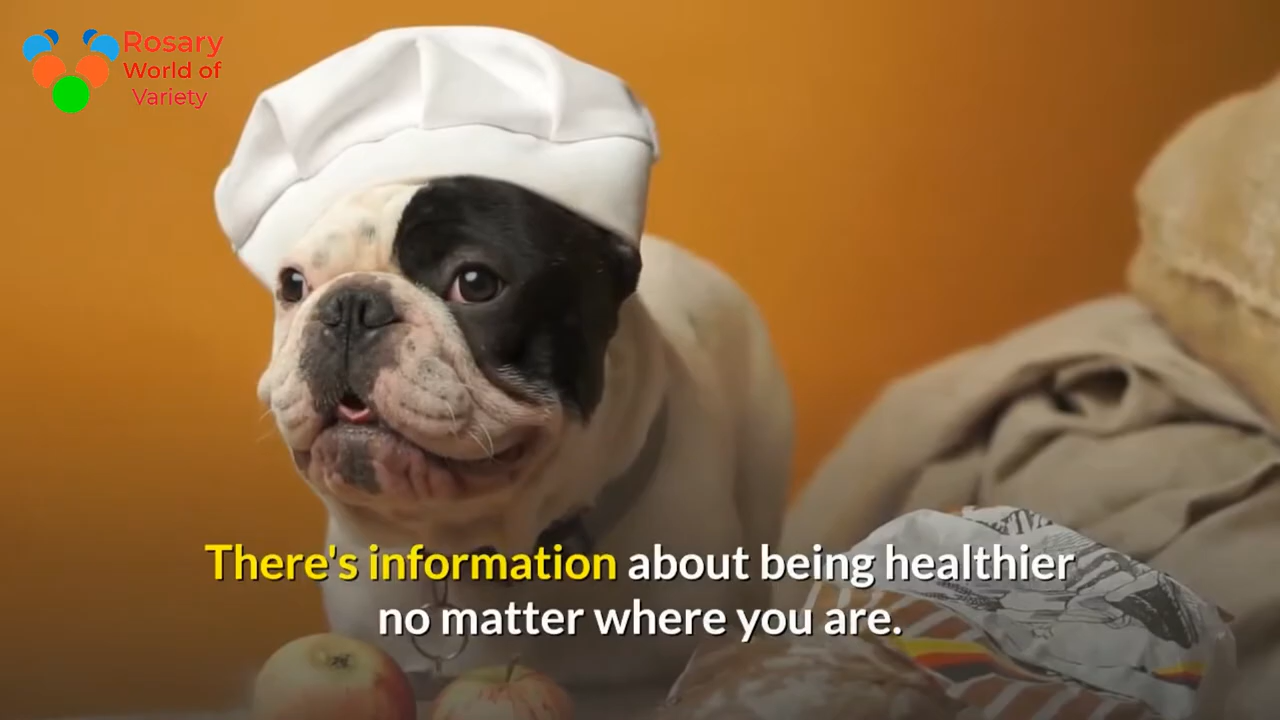 Rosary
World of
Variety
There's information about being healthier
no matter where you are.